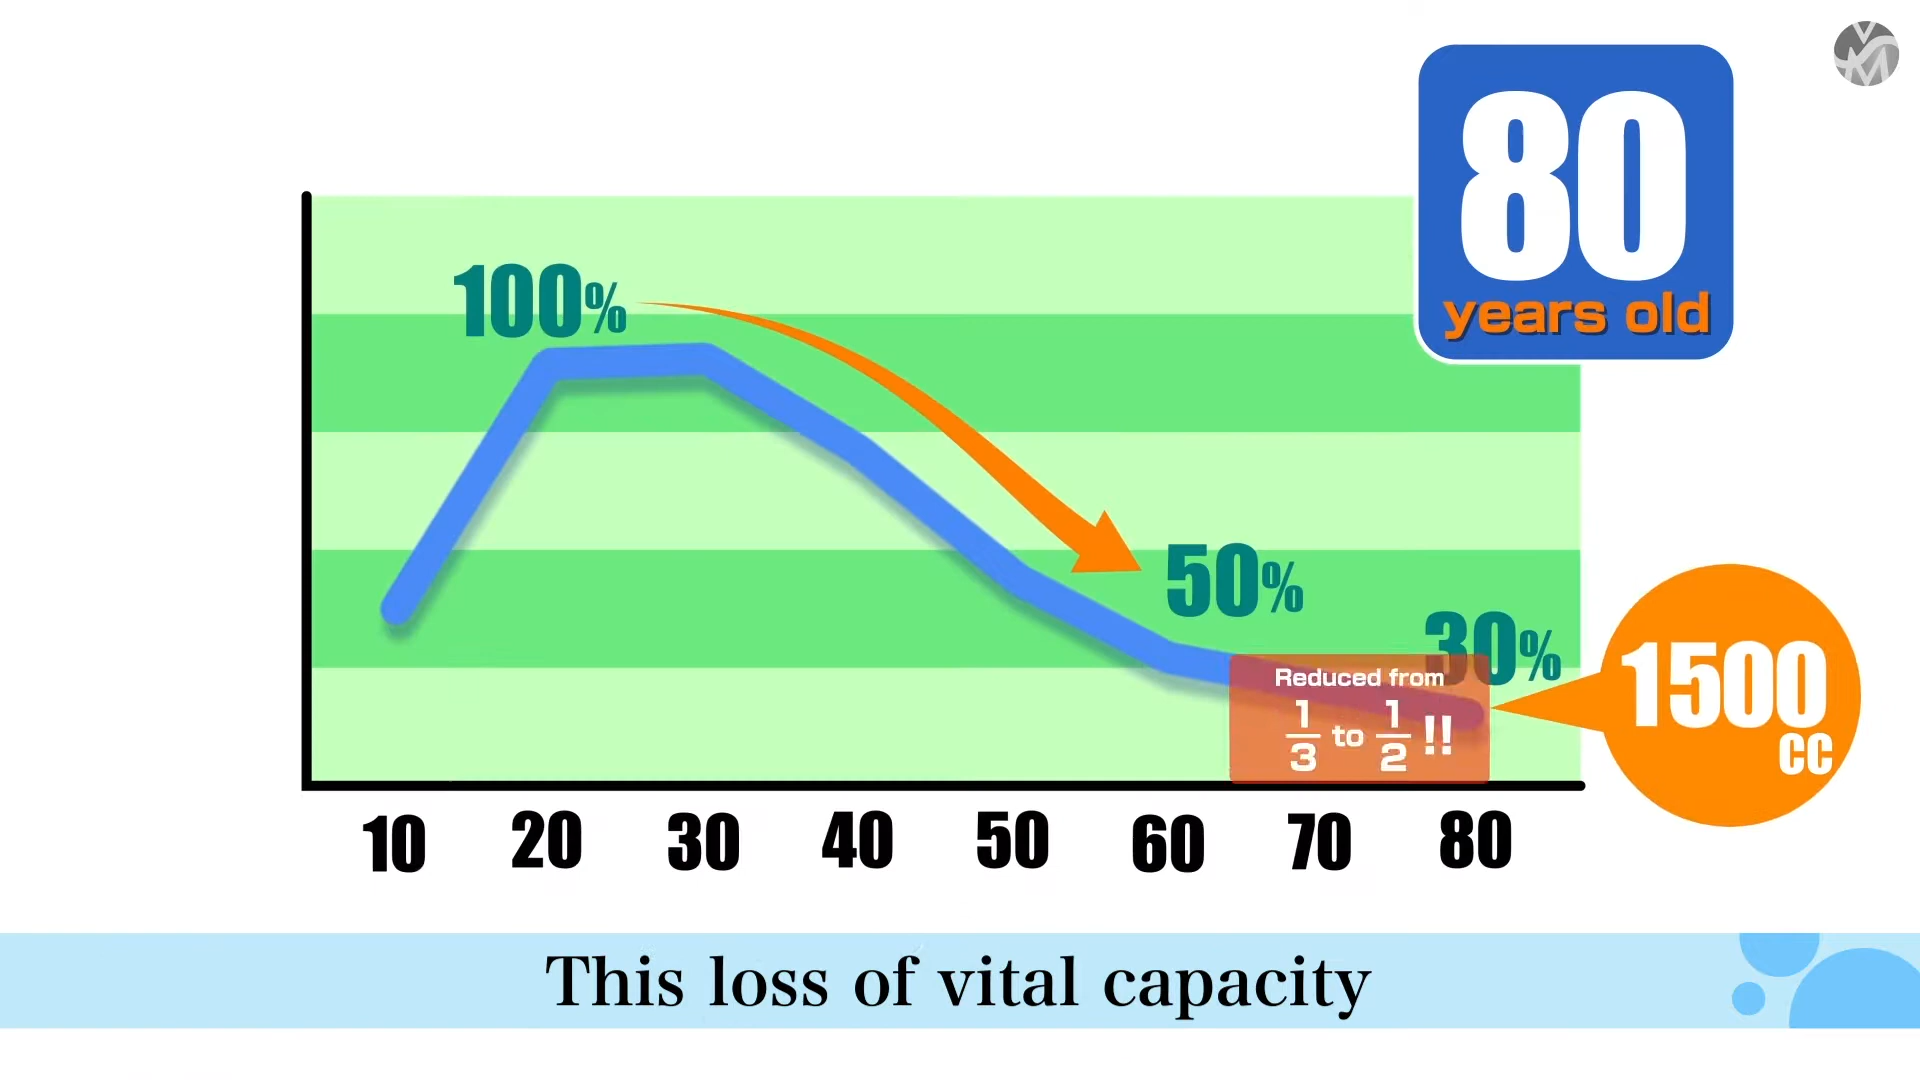 80
years old
100%
50%
30%
1500
cc
Reduced from
1/3 to 1/2 !!
10 20 30 40 50 60 70 80
This loss of vital capacity